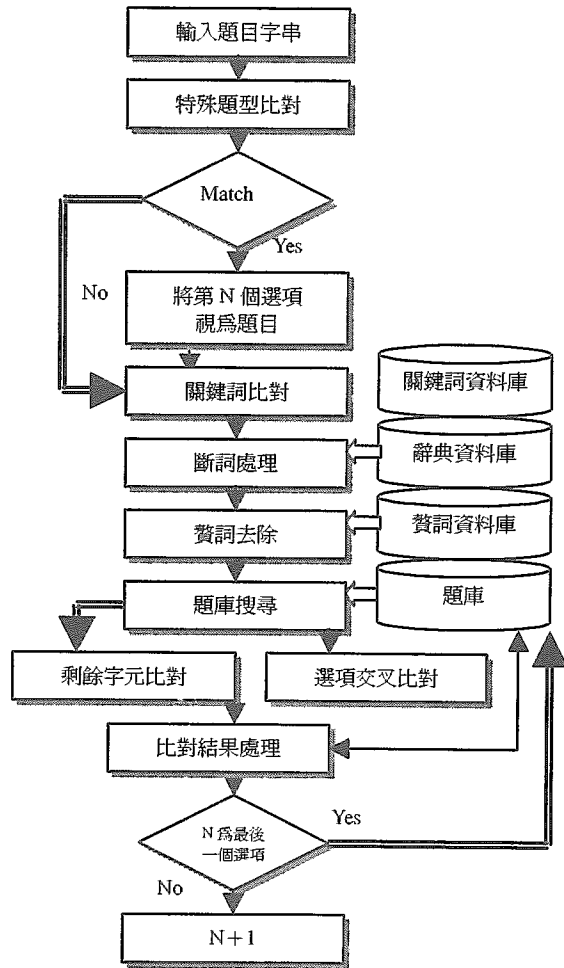 輸入題目字串
特殊題型比對
Match
Yes
No
將第 N 個選項
視爲題目
關鍵詞比對
關鍵詞資料庫
斷詞處理
辭典資料庫
贅詞去除
贅詞資料庫
題庫搜尋
題庫
剩餘字元比對
選項交叉比對
比對結果處理
N 爲最後
一個選項
Yes
No
N+1